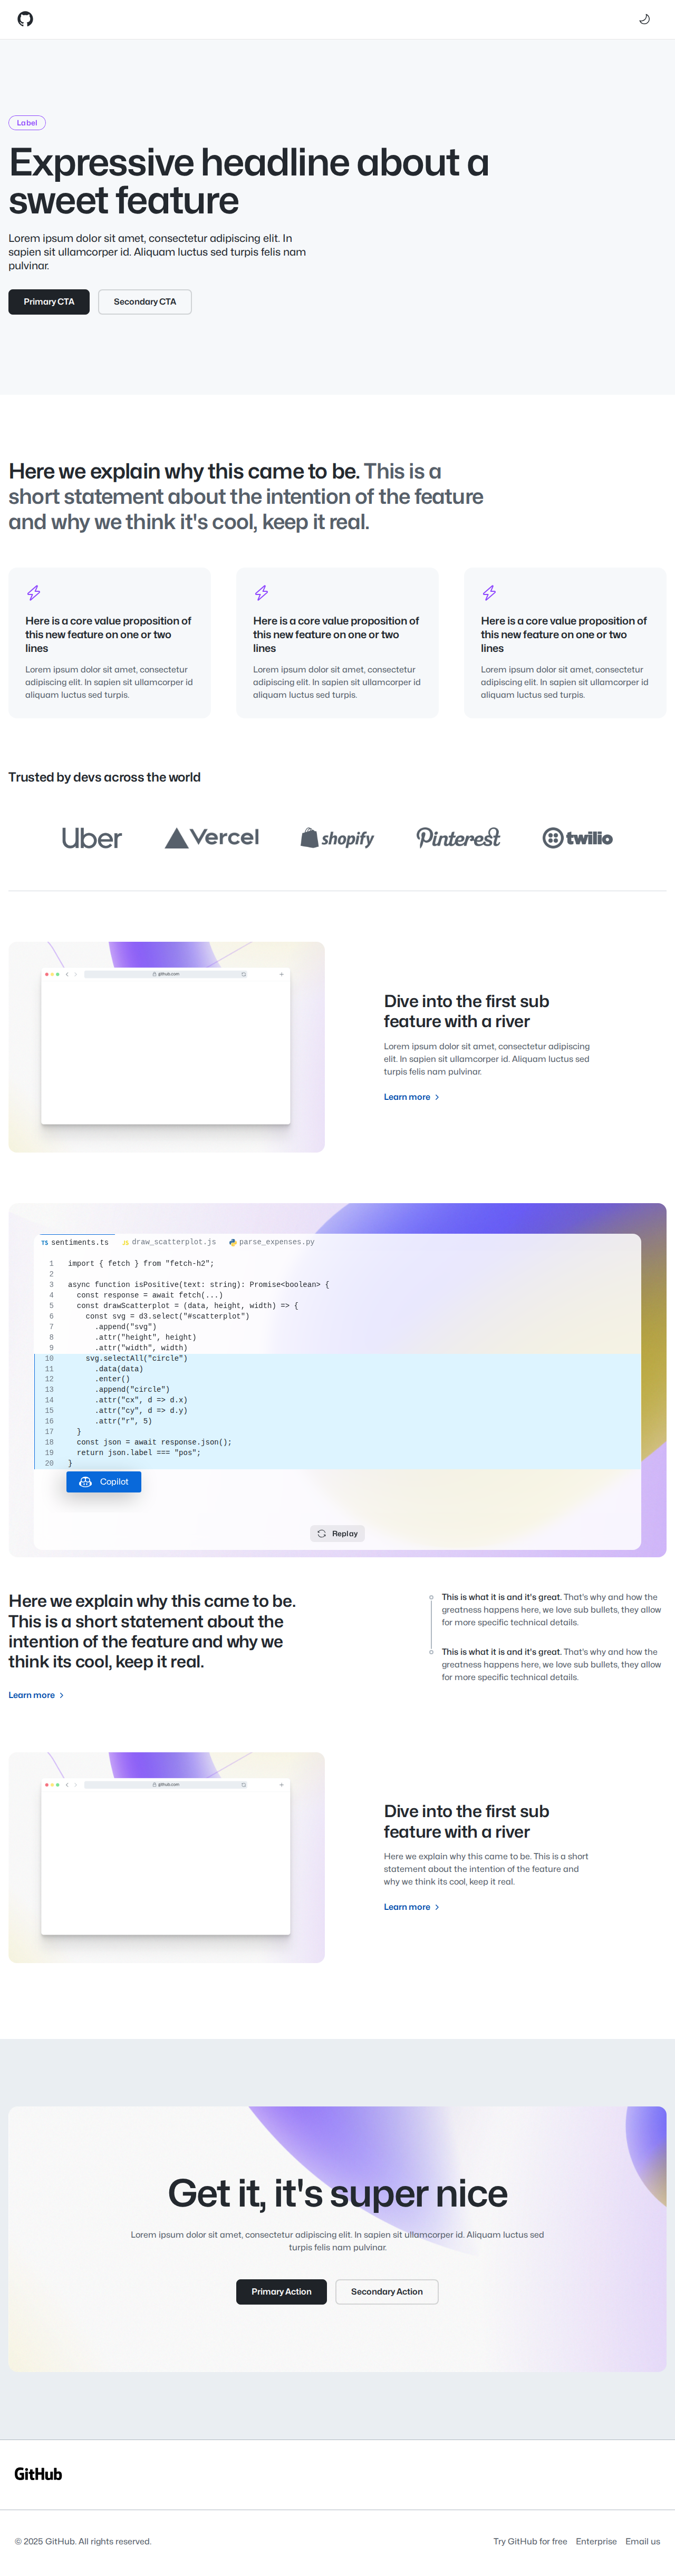 Label
Expressive headline about a
sweet feature
Lorem ipsum dolor sit amet, consectetur adipiscing elit. In
sapien sit ullamcorper id. Aliquam luctus sed turpis felis nam
pulvinar.
Primary CTA
Secondary CTA
Here we explain why this came to be. This is a
short statement about the intention of the feature
and why we think it's cool, keep it real.
Here is a core value proposition of
this new feature on one or two
lines
Lorem ipsum dolor sit amet, consectetur
adipiscing elit. In sapien sit ullamcorper id
aliquam luctus sed turpis.
Here is a core value proposition of
this new feature on one or two
lines
Lorem ipsum dolor sit amet, consectetur
adipiscing elit. In sapien sit ullamcorper id
aliquam luctus sed turpis.
Here is a core value proposition of
this new feature on one or two
lines
Lorem ipsum dolor sit amet, consectetur
adipiscing elit. In sapien sit ullamcorper id
aliquam luctus sed turpis.
Trusted by devs across the world
Uber
Vercel
shopify
Pinterest
twilio
github.com
Dive into the first sub
feature with a river
Lorem ipsum dolor sit amet, consectetur adipiscing
elit. In sapien sit ullamcorper id. Aliquam luctus sed
turpis felis nam pulvinar.
Learn more
TS sentiments.ts
JS draw_scatterplot.js
parse_expenses.py
1 import { fetch } from "fetch-h2";
2
3 async function isPositive(text: string): Promise<boolean> {
4 const response = await fetch(...)
5 const drawScatterplot = (data, height, width) => {
6 const svg = d3.select("#scatterplot")
7 .append("svg")
8 .attr("height", height)
9 .attr("width", width)
10 svg.selectAll("circle")
11 .data(data)
12 .enter()
13 .append("circle")
14 .attr("cx", d => d.x)
15 .attr("cy", d => d.y)
16 .attr("r", 5)
17 }
18 const json = await response.json();
19 return json.label === "pos";
20 }
Copilot
Replay
Here we explain why this came to be.
This is a short statement about the
intention of the feature and why we
think its cool, keep it real.
Learn more
This is what it is and it's great. That's why and how the
greatness happens here, we love sub bullets, they allow
for more specific technical details.
This is what it is and it's great. That's why and how the
greatness happens here, we love sub bullets, they allow
for more specific technical details.
github.com
Dive into the first sub
feature with a river
Here we explain why this came to be. This is a short
statement about the intention of the feature and
why we think its cool, keep it real.
Learn more
Get it, it's super nice
Lorem ipsum dolor sit amet, consectetur adipiscing elit. In sapien sit ullamcorper id. Aliquam luctus sed
turpis felis nam pulvinar.
Primary Action
Secondary Action
GitHub
© 2025 GitHub. All rights reserved.
Try GitHub for free
Enterprise
Email us